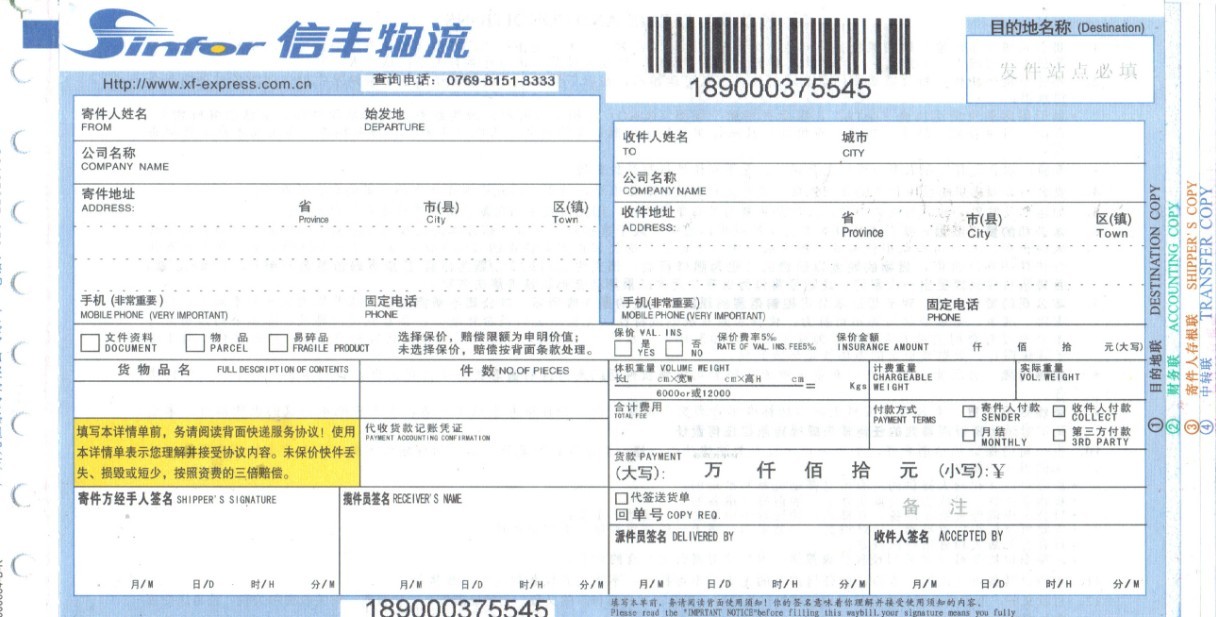 Sinfor 信丰物流
Http://www.xf-express.com.cn
查询电话： 0769-8151-8333
189000375545
目的地名称 (Destination)
发件站点必填
寄件人姓名 始发地
FROM DEPARTURE
公司名称
COMPANY NAME
寄件地址
ADDRESS:
省 市(县) 区(镇)
Province City Town
手机 (非常重要) 固定电话
MOBILE PHONE (VERY IMPORTANT) PHONE
收件人姓名 城市
TO CITY
公司名称
COMPANY NAME
收件地址
ADDRESS:
省 市(县) 区(镇)
Province City Town
手机(非常重要) 固定电话
MOBILE PHONE (VERY IMPORTANT) PHONE
文件资料 物 品 易碎品
DOCUMENT PARCEL FRAGILE PRODUCT
选择保价，赔偿限额为申明价值；
未选择保价，赔偿按背面条款处理。
保价 VAL. INS 保价费率5‰ 保价金额
是 否
YES NO
RATE OF VAL. INS. FEE5‰ INSURANCE AMOUNT 仟 佰 拾 元(大写)
货 物 品 名 FULL DESCRIPTION OF CONTENTS
件 数 NO.OF PIECES
体积重量 VOLUME WEIGHT
长L cm×宽W cm×高H cm = Kgs
6000or或12000
计费重量
CHARGEABLE
WEIGHT
实际重量
VOL. WEIGHT
填写本详情单前，务请阅读背面快递服务协议！使用
本详情单表示您理解并接受协议内容。未保价快件丢
失、损毁或短少，按照资费的三倍赔偿。
代收货款记账凭证
PAYMENT ACCOUNTING CONFIRMATION
合计费用
TOTAL FEE
付款方式
PAYMENT TERMS
寄件人付款 收件人付款
SENDER COLLECT
月结 第三方付款
MONTHLY 3RD PARTY
货款 PAYMENT
(大写)： 万 仟 佰 拾 元 (小写)：¥
代签送货单
回单号 COPY REQ.
备 注
寄件方经手人签名 SHIPPER'S SIGNATURE
揽件员签名 RECEIVER'S NAME
派件员签名 DELIVERED BY
收件人签名 ACCEPTED BY
月/M 日/D 时/H 分/M 月/M 日/D 时/H 分/M 月/M 日/D 时/H 分/M 月/M 日/D 时/H 分/M
189000375545
填写本单前，务请阅读背面使用须知！你的签名意味着你理解并接受使用须知的内容。
Please read the "IMPRTANT NOTICE"before filling this waybill.your signature means you fully
① 目的地联 DESTINATION COPY
② 财务联 ACCOUNTING COPY
③ 寄件人存根联 SHIPPER'S COPY
④ 中转联 TRANSFER COPY